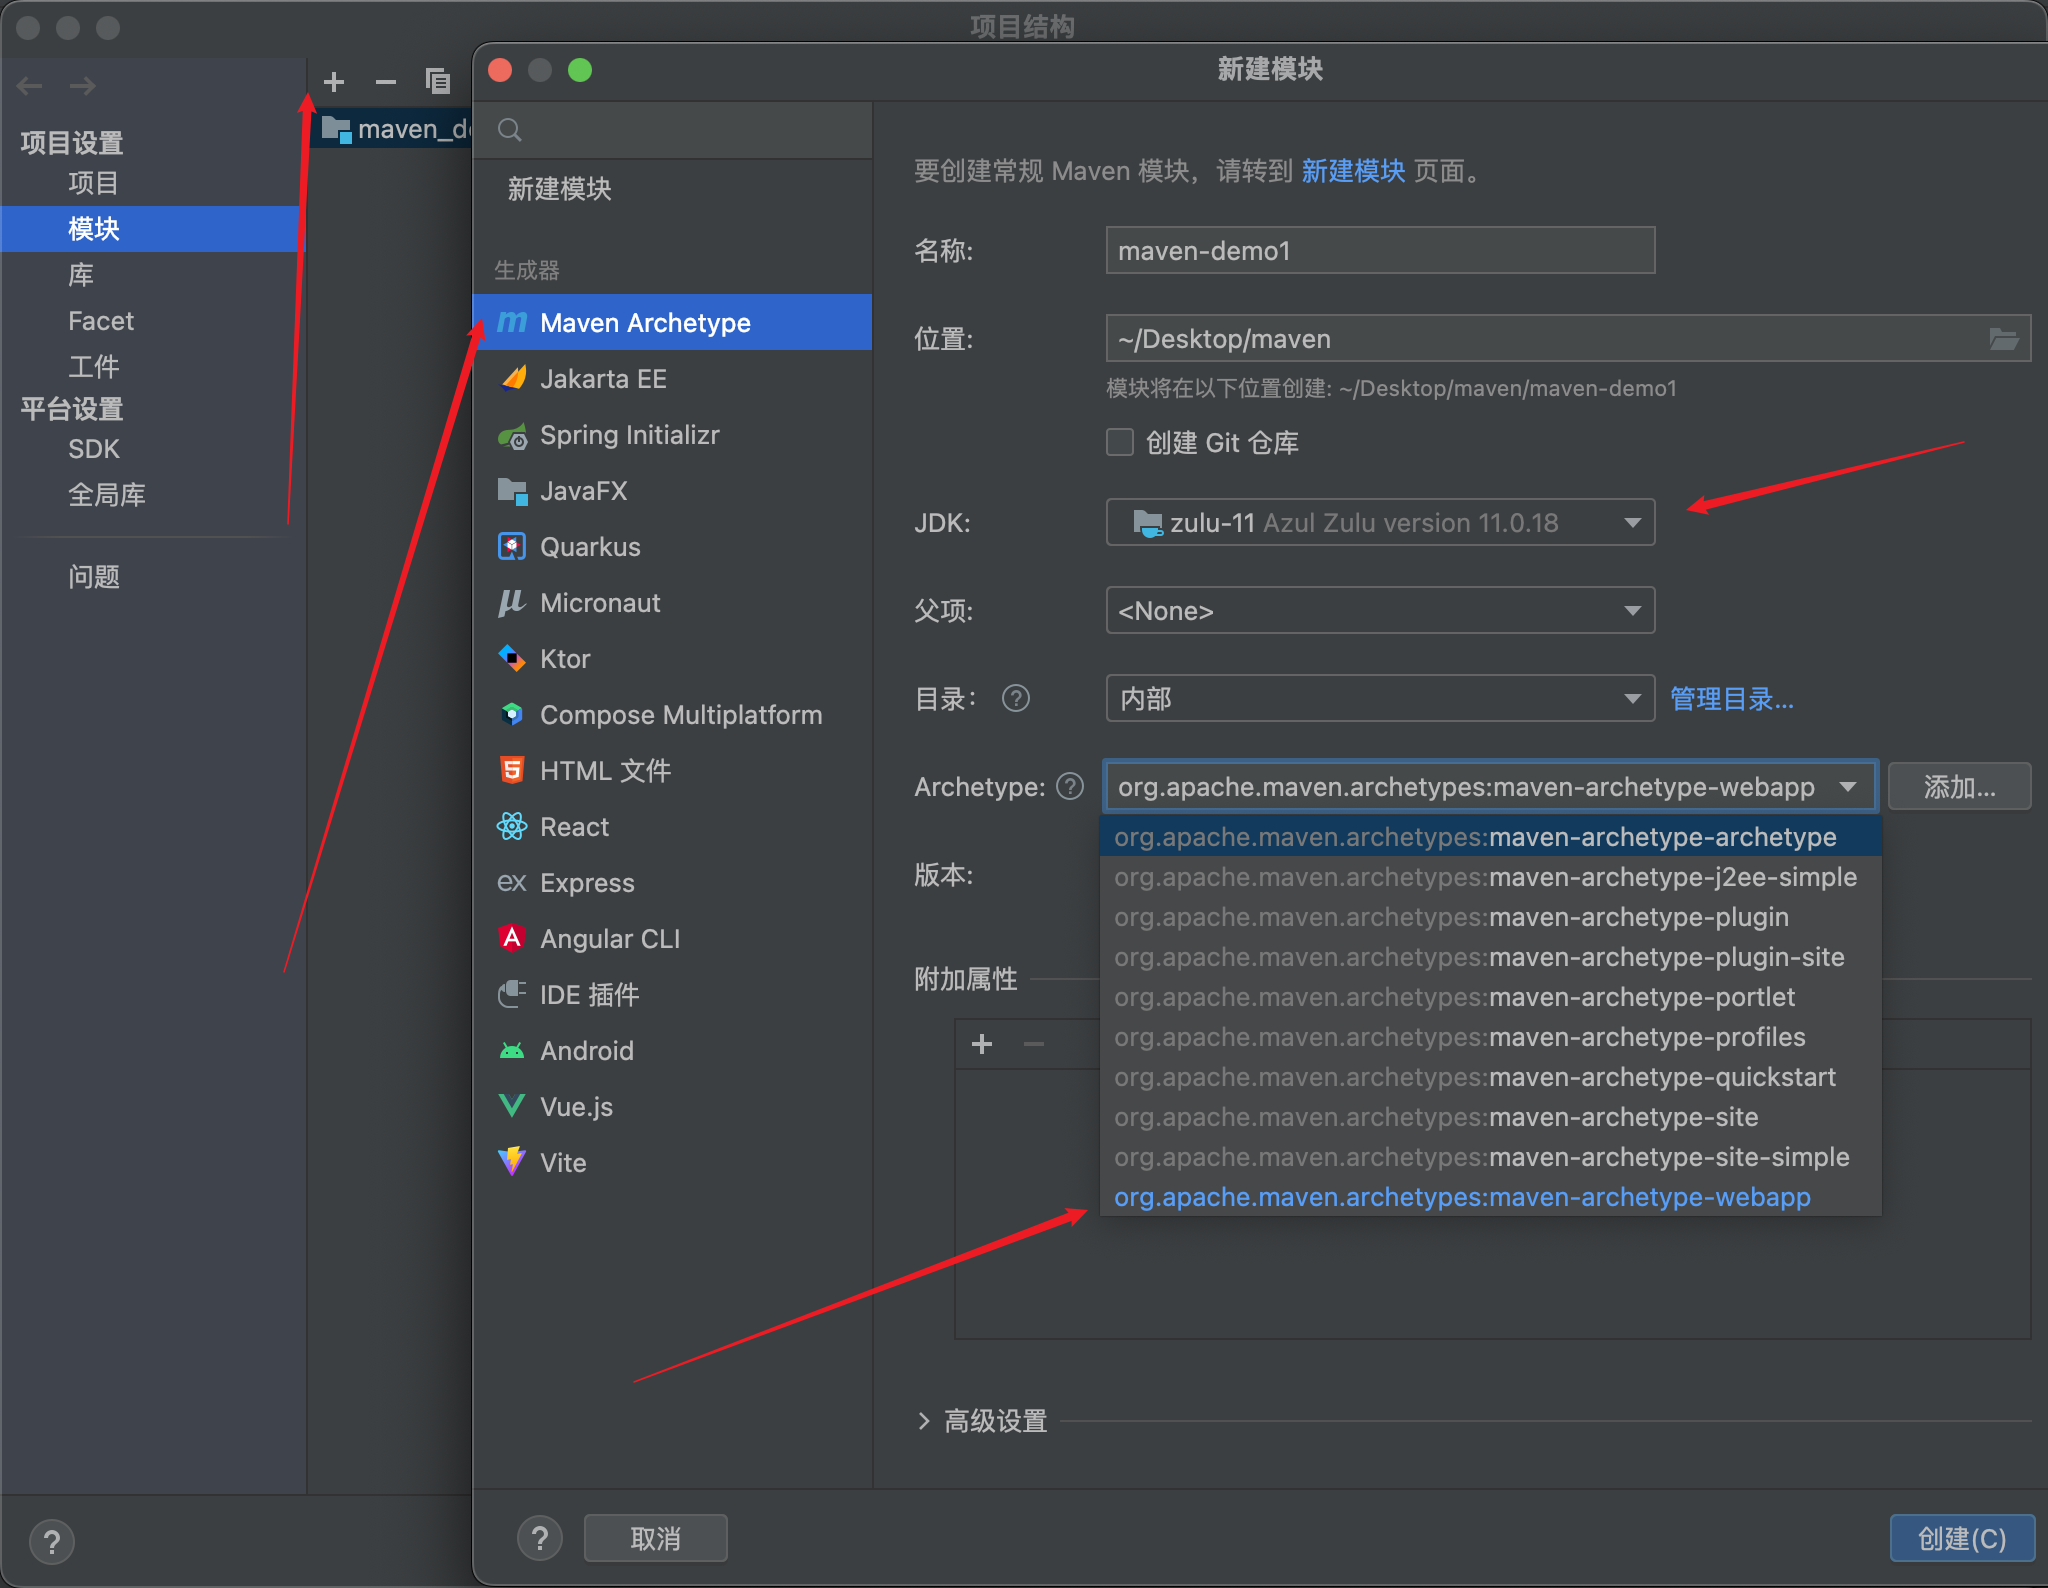 项目结构
项目设置
项目
模块
库
Facet
工件
平台设置
SDK
全局库
问题
maven_de
新建模块
新建模块
生成器
Maven Archetype
Jakarta EE
Spring Initializr
JavaFX
Quarkus
Micronaut
Ktor
Compose Multiplatform
HTML 文件
React
Express
Angular CLI
IDE 插件
Android
Vue.js
Vite
要创建常规 Maven 模块，请转到 新建模块 页面。
名称: maven-demo1
位置: ~/Desktop/maven
模块将在以下位置创建: ~/Desktop/maven/maven-demo1
创建 Git 仓库
JDK: zulu-11 Azul Zulu version 11.0.18
父项: <None>
目录: ? 内部 管理目录...
Archetype: ? org.apache.maven.archetypes:maven-archetype-webapp 添加...
org.apache.maven.archetypes:maven-archetype-archetype
org.apache.maven.archetypes:maven-archetype-j2ee-simple
org.apache.maven.archetypes:maven-archetype-plugin
org.apache.maven.archetypes:maven-archetype-plugin-site
org.apache.maven.archetypes:maven-archetype-portlet
org.apache.maven.archetypes:maven-archetype-profiles
org.apache.maven.archetypes:maven-archetype-quickstart
org.apache.maven.archetypes:maven-archetype-site
org.apache.maven.archetypes:maven-archetype-site-simple
org.apache.maven.archetypes:maven-archetype-webapp
版本:
附加属性
高级设置
? ? 取消 创建(C)